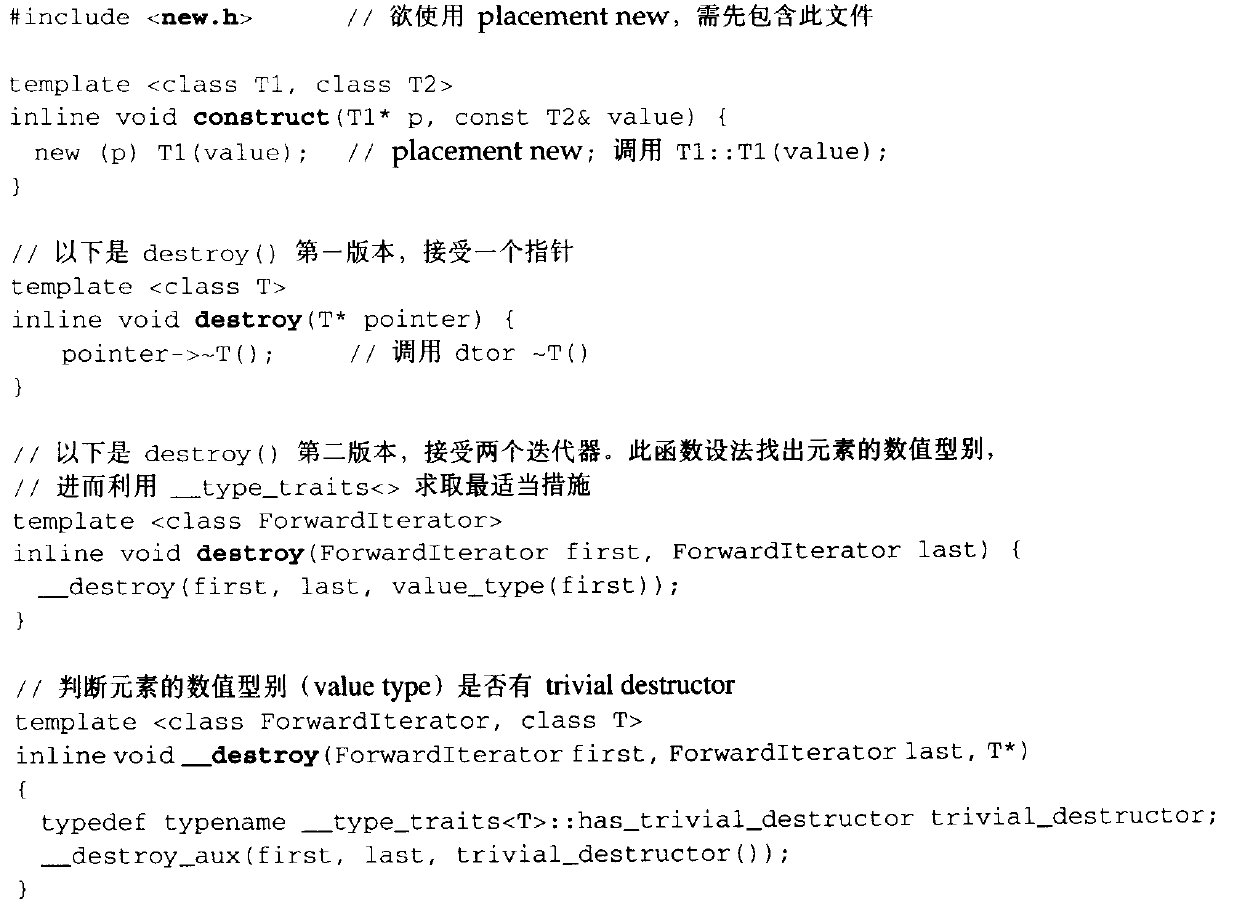 #include <new.h> // 欲使用 placement new，需先包含此文件
template <class T1, class T2>
inline void construct(T1* p, const T2& value) {
new (p) T1(value); // placement new；调用 T1::T1(value);
}
// 以下是 destroy() 第一版本，接受一个指针
template <class T>
inline void destroy(T* pointer) {
pointer->~T(); // 调用 dtor ~T()
}
// 以下是 destroy() 第二版本，接受两个迭代器。此函数设法找出元素的数值型别，
// 进而利用 __type_traits<> 求取最适当措施
template <class ForwardIterator>
inline void destroy(ForwardIterator first, ForwardIterator last) {
__destroy(first, last, value_type(first));
}
// 判断元素的数值型别（value type）是否有 trivial destructor
template <class ForwardIterator, class T>
inline void __destroy(ForwardIterator first, ForwardIterator last, T*)
{
typedef typename __type_traits<T>::has_trivial_destructor trivial_destructor;
__destroy_aux(first, last, trivial_destructor());
}